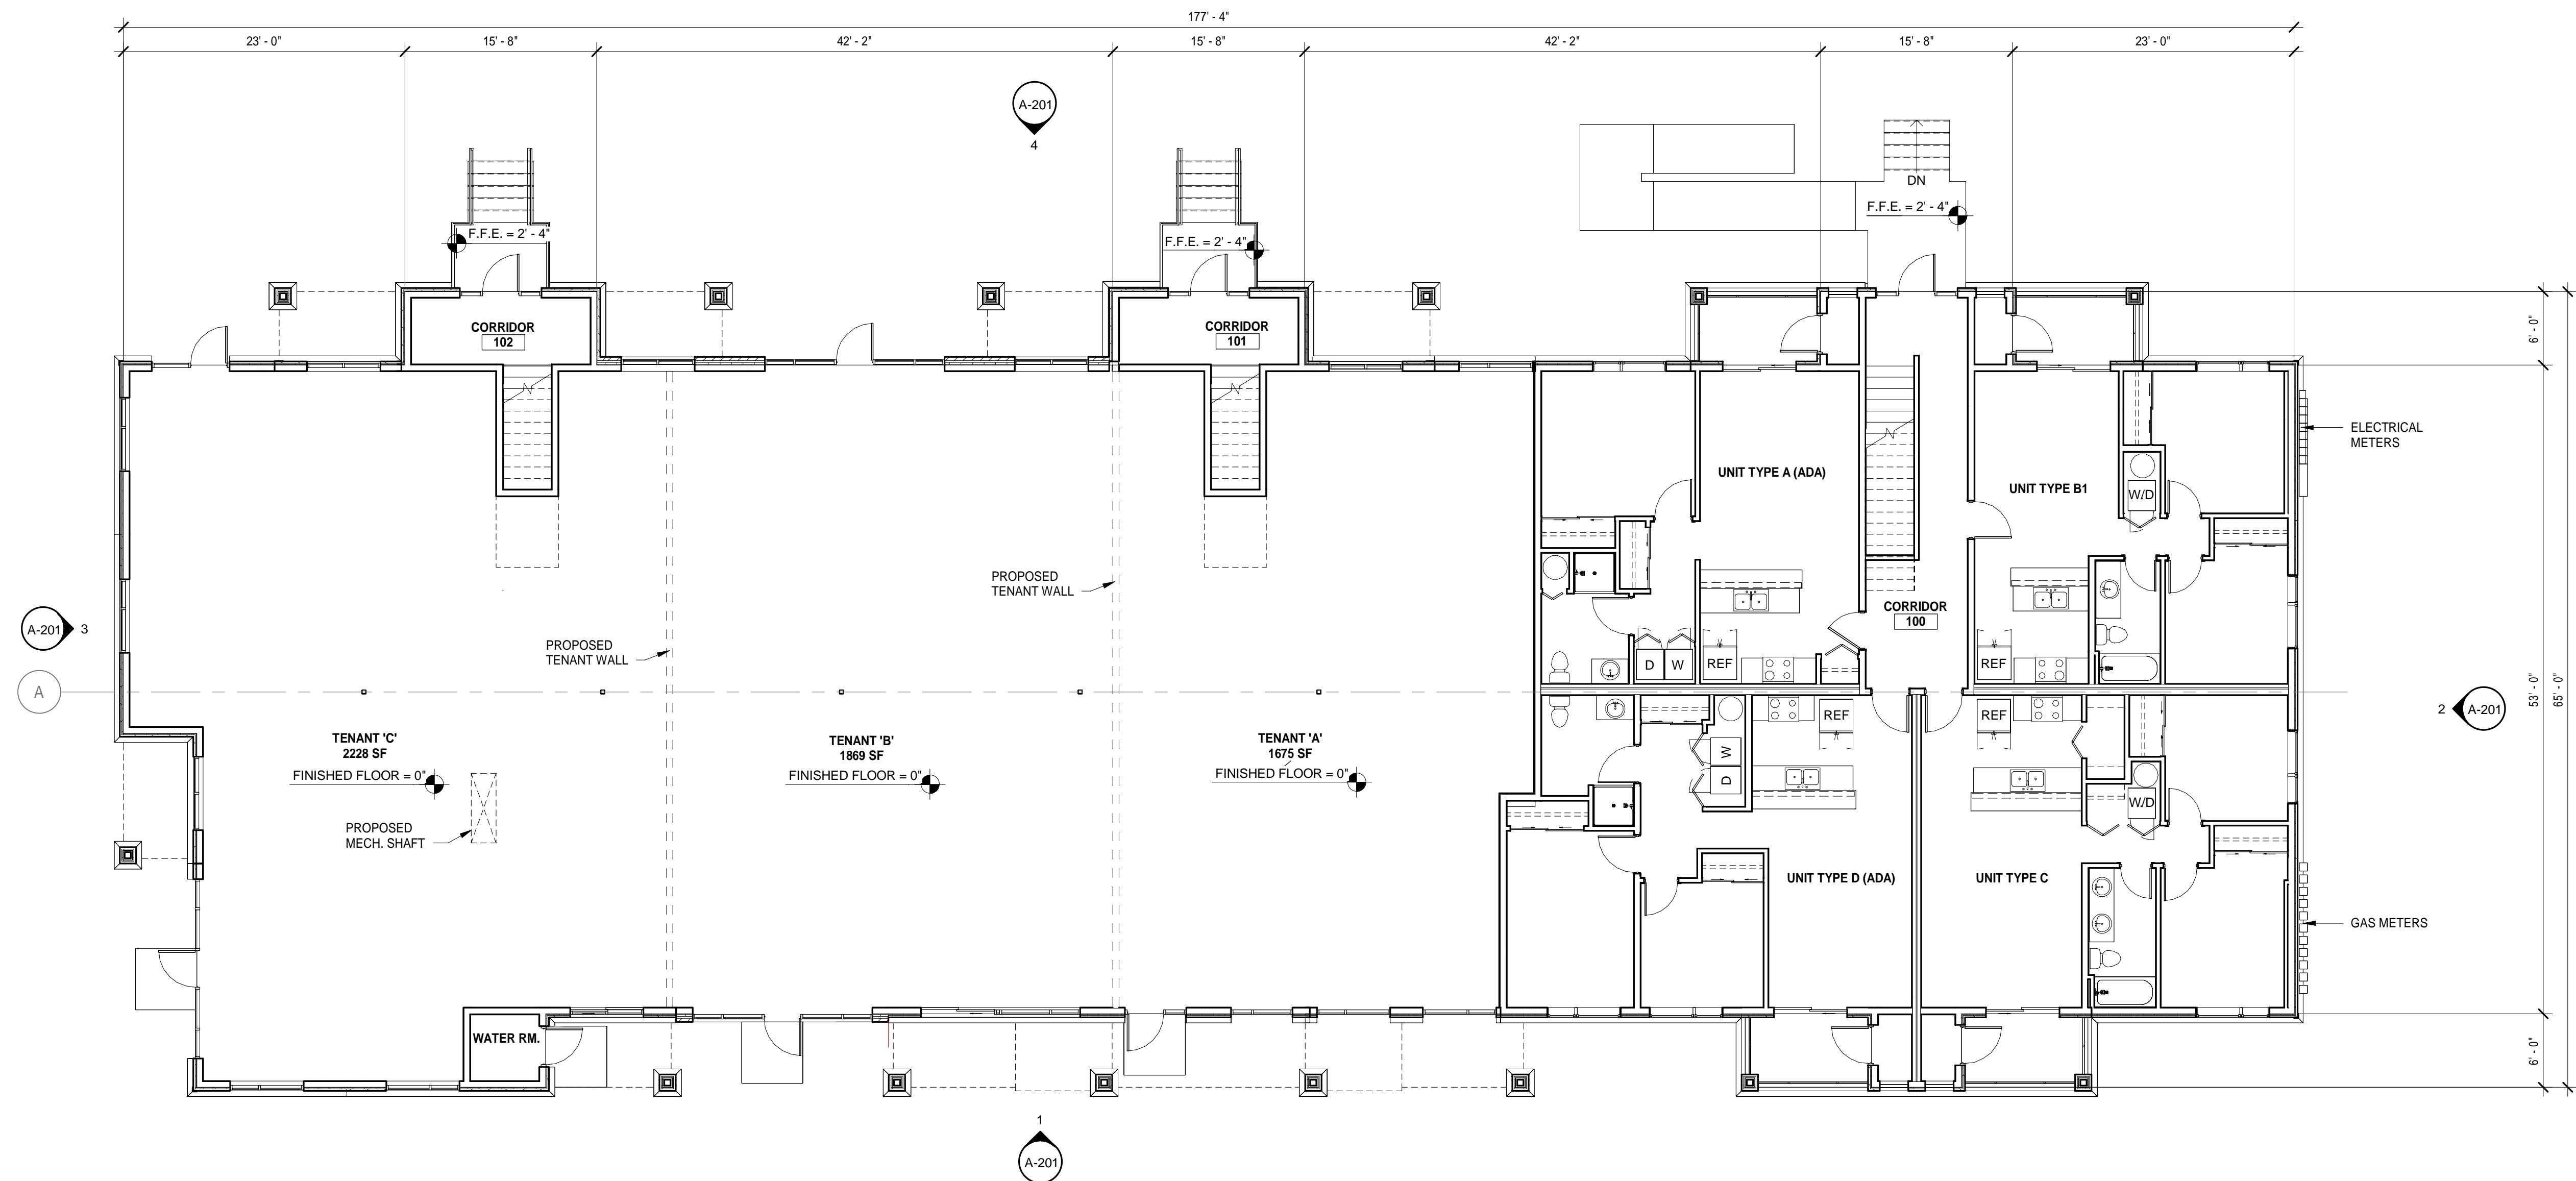 177' - 4"
23' - 0"
15' - 8"
42' - 2"
15' - 8"
42' - 2"
15' - 8"
23' - 0"
A-201
4
DN
F.F.E. = 2' - 4"
F.F.E. = 2' - 4"
F.F.E. = 2' - 4"
CORRIDOR
102
CORRIDOR
101
6' - 0"
ELECTRICAL
METERS
UNIT TYPE A (ADA)
UNIT TYPE B1
W/D
PROPOSED
TENANT WALL
CORRIDOR
100
A-201
3
PROPOSED
TENANT WALL
D
W
REF
REF
A
53' - 0"
65' - 0"
2
A-201
REF
REF
TENANT 'C'
2228 SF
FINISHED FLOOR = 0"
TENANT 'B'
1869 SF
FINISHED FLOOR = 0"
TENANT 'A'
1675 SF
FINISHED FLOOR = 0"
W
D
W/D
PROPOSED
MECH. SHAFT
UNIT TYPE D (ADA)
UNIT TYPE C
GAS METERS
WATER RM.
6' - 0"
1
A-201